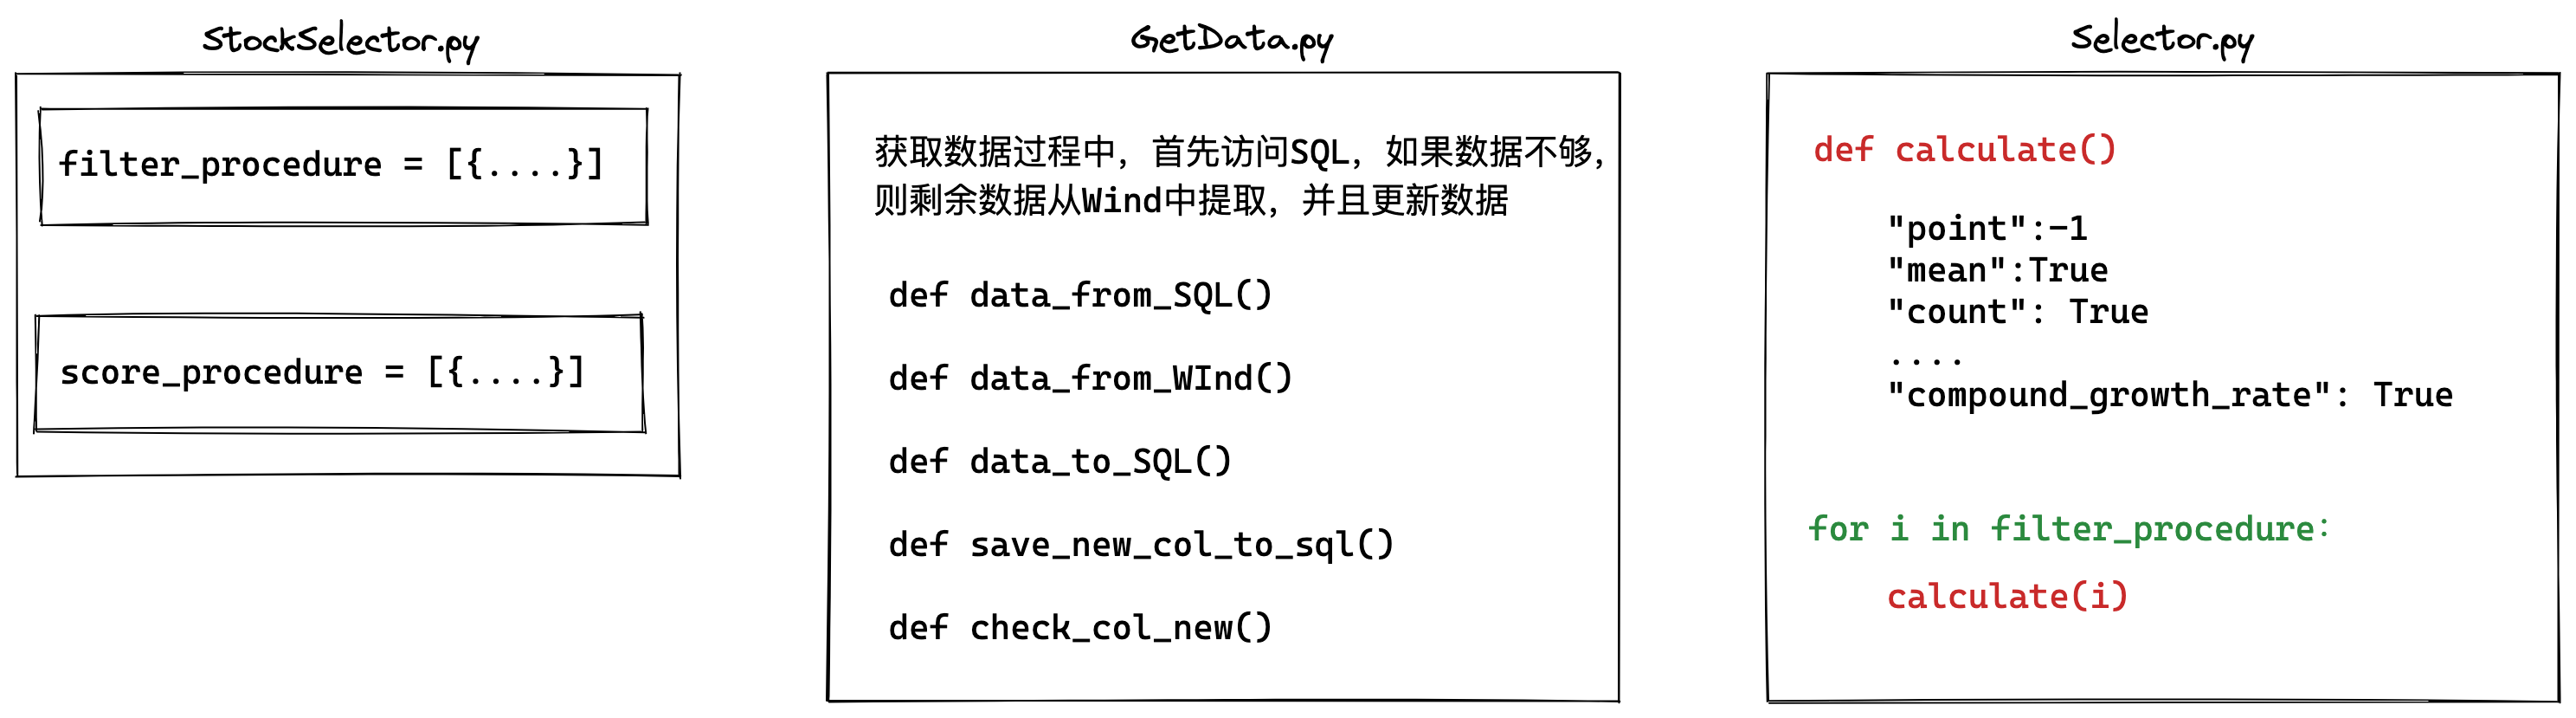 StockSelector.py
filter_procedure = [{....}]
score_procedure = [{....}]
GetData.py
获取数据过程中，首先访问SQL，如果数据不够，
则剩余数据从Wind中提取，并且更新数据
def data_from_SQL()
def data_from_WInd()
def data_to_SQL()
def save_new_col_to_sql()
def check_col_new()
Selector.py
def calculate()
"point":-1
"mean":True
"count": True
....
"compound_growth_rate": True
for i in filter_procedure:
calculate(i)